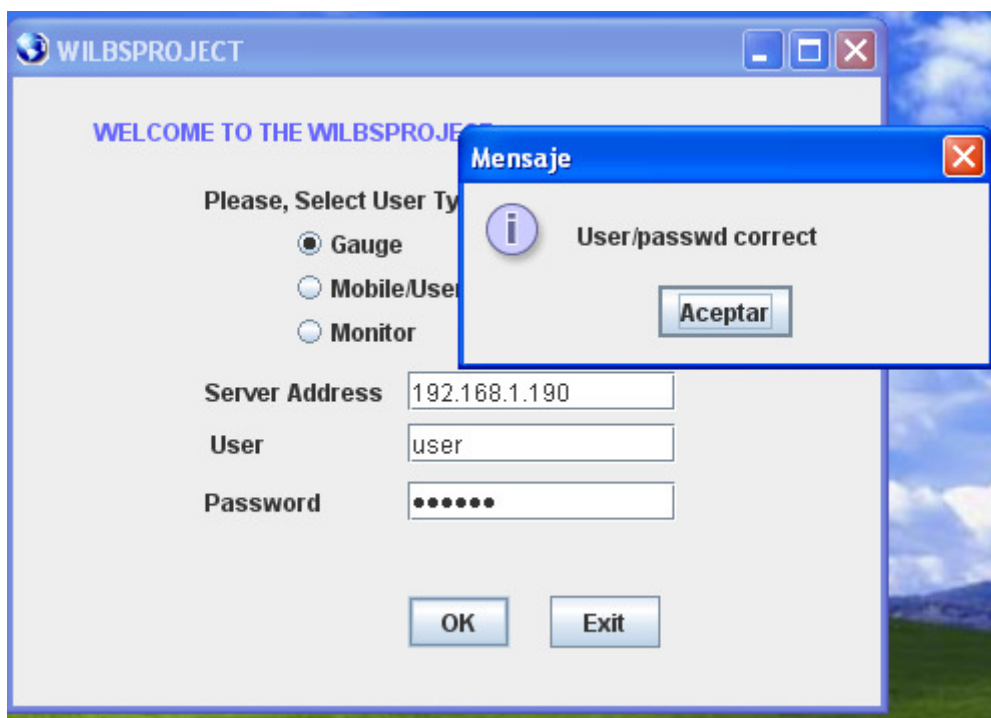 WILBSPROJECT
WELCOME TO THE WILBSPROJECT
Mensaje
Please, Select User Ty
User/passwd correct
Gauge
Mobile/User
Aceptar
Monitor
Server Address 192.168.1.190
User user
Password ••••••
OK Exit